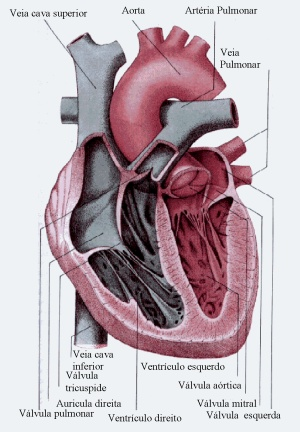 Veia cava superior
Aorta
Artéria Pulmonar
Veia
Pulmonar
Veia cava
inferior
Ventrículo esquerdo
Válvula
tricuspide
Válvula aórtica
Auricula direita
Válvula mitral
Válvula pulmonar
Ventrículo direito
Válvula esquerda